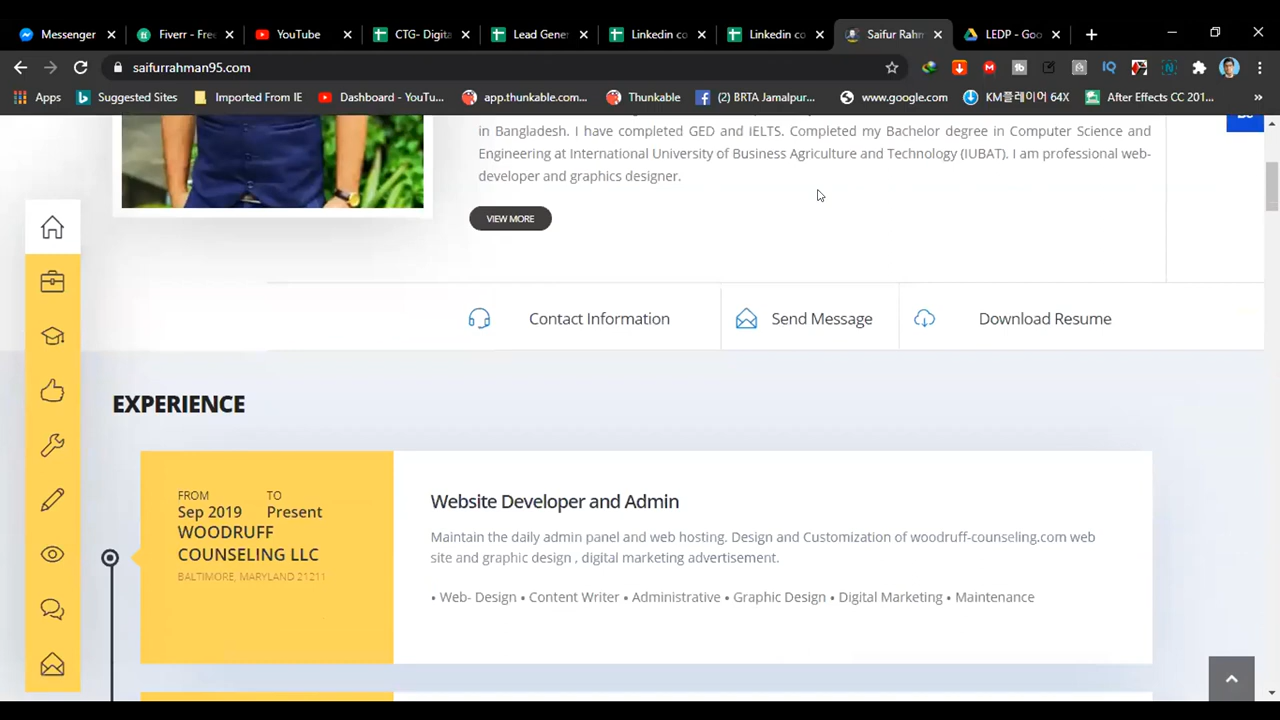 Messenger
Fiverr - Free
YouTube
CTG- Digita
Lead Gene
Linkedin co
Linkedin co
Saifur Rahm
LEDP - Goo
saifurrahman95.com
Apps
Suggested Sites
Imported From IE
Dashboard - YouTu...
app.thunkable.com...
Thunkable
(2) BRTA Jamalpur...
www.google.com
KM플레이어 64X
After Effects CC 201...
in Bangladesh. I have completed GED and IELTS. Completed my Bachelor degree in Computer Science and
Engineering at International University of Business Agriculture and Technology (IUBAT). I am professional web-
developer and graphics designer.
VIEW MORE
Contact Information
Send Message
Download Resume
EXPERIENCE
FROM TO
Sep 2019 Present
WOODRUFF
COUNSELING LLC
BALTIMORE, MARYLAND 21211
Website Developer and Admin
Maintain the daily admin panel and web hosting. Design and Customization of woodruff-counseling.com web
site and graphic design , digital marketing advertisement.
• Web- Design • Content Writer • Administrative • Graphic Design • Digital Marketing • Maintenance